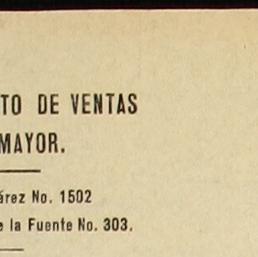 TO DE VENTAS
MAYOR.
árez No. 1502
e la Fuente No. 303.